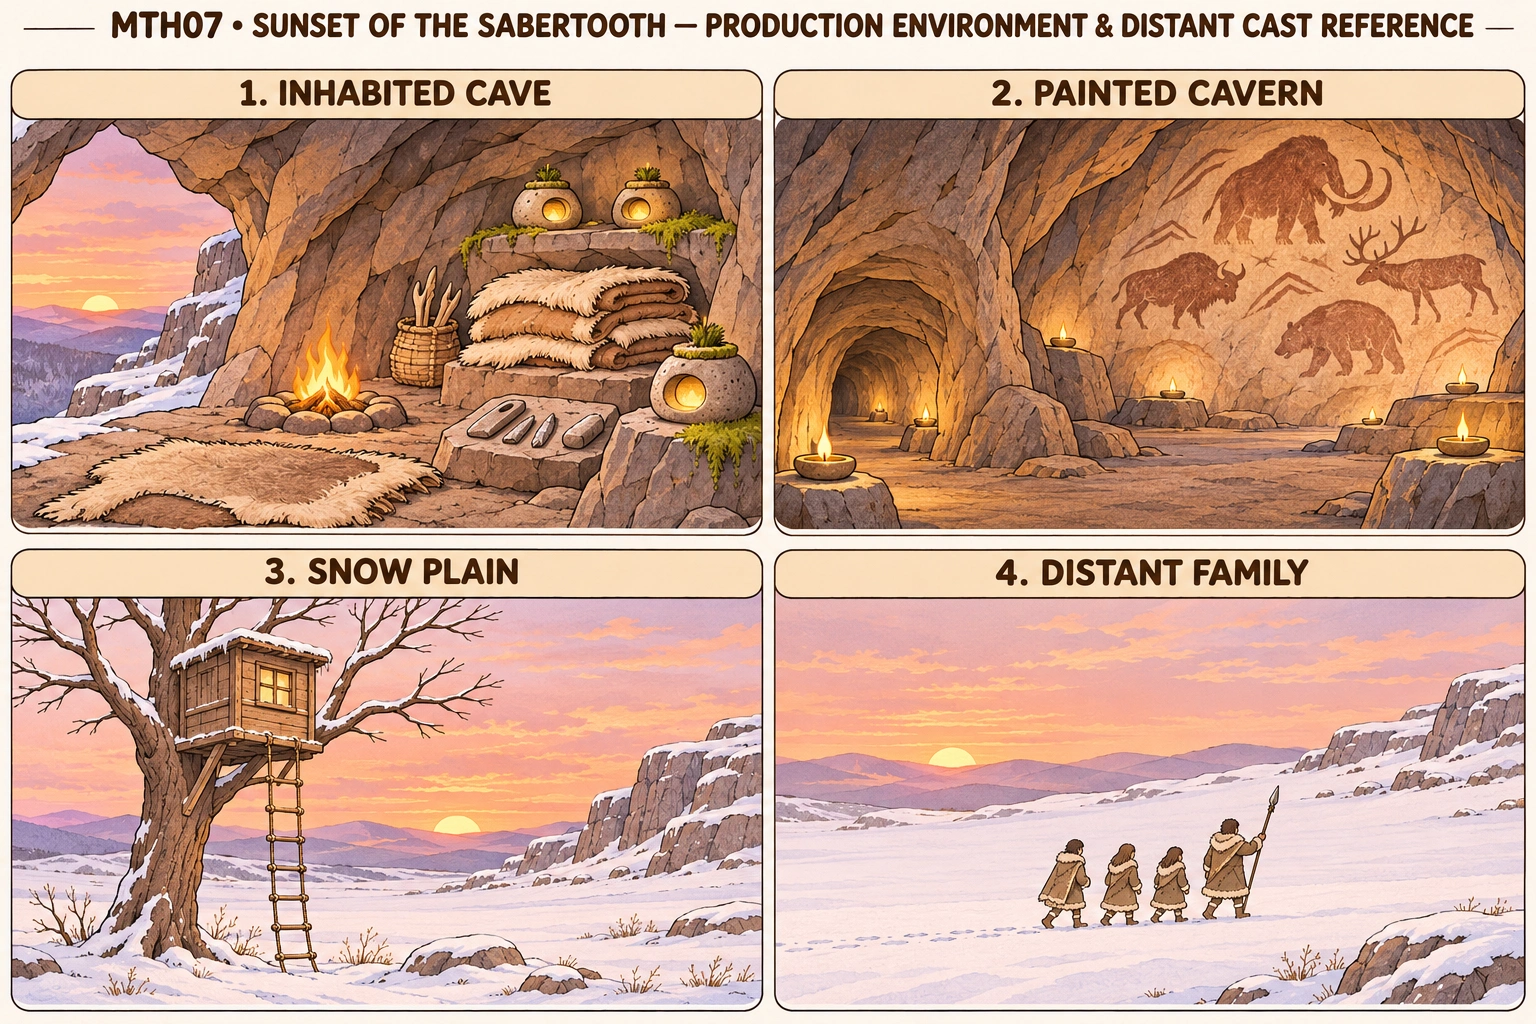 MTH07 • SUNSET OF THE SABERTOOTH — PRODUCTION ENVIRONMENT & DISTANT CAST REFERENCE
1. INHABITED CAVE
2. PAINTED CAVERN
3. SNOW PLAIN
4. DISTANT FAMILY